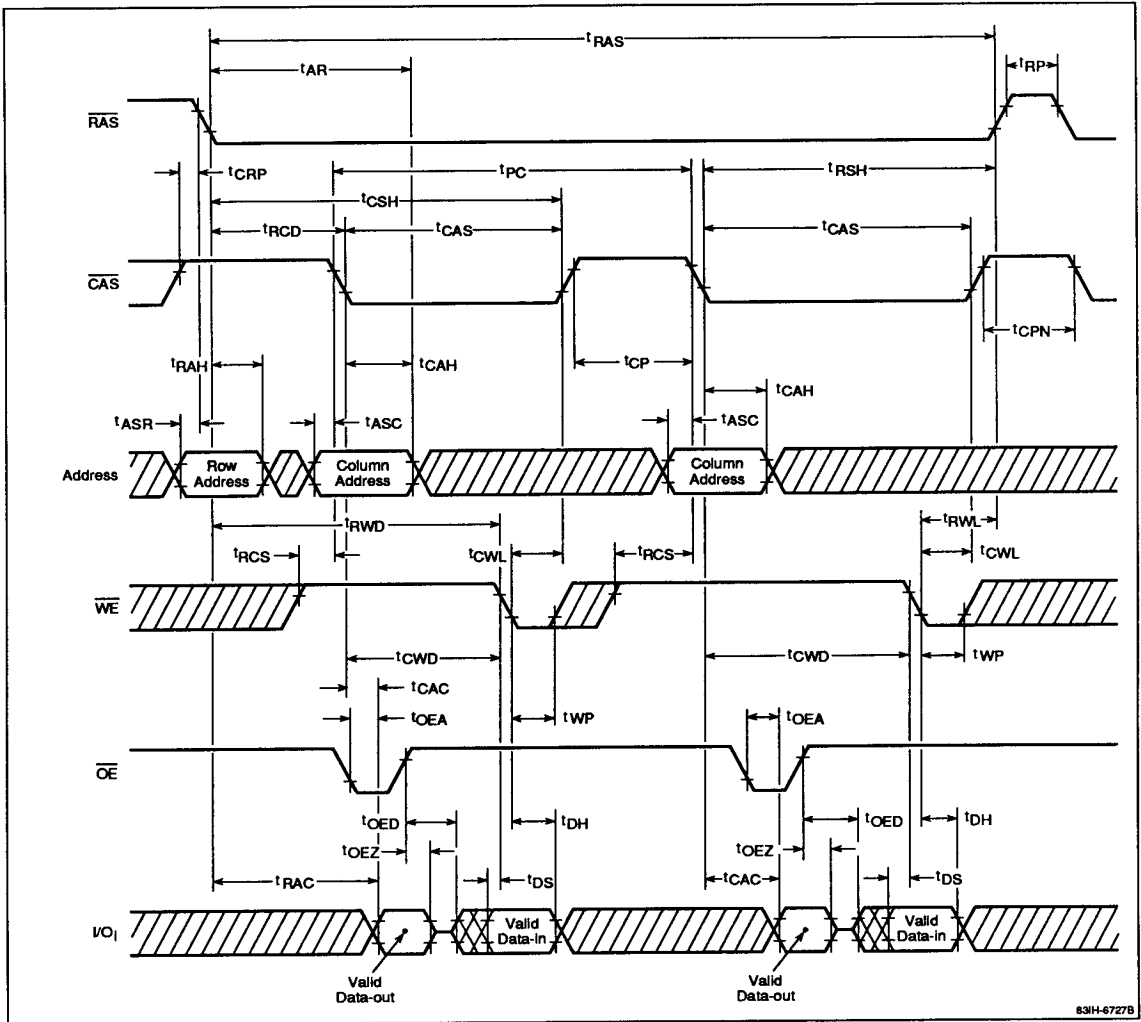 tRAS
tAR
tRP
RAS
tCRP
tPC
tRSH
tCSH
tRCD
tCAS
tCAS
CAS
tCPN
tRAH
tCAH
tCP
tCAH
tASR
tASC
tASC
Address
Row Address
Column Address
Column Address
tRWD
tRWL
tRCS
tCWL
tRCS
tCWL
WE
tCWD
tCWD
tWP
tCAC
tOEA
tWP
tOEA
OE
tOED
tDH
tOED
tDH
tOEZ
tOEZ
tRAC
tDS
tCAC
tDS
I/Oi
Valid Data-in
Valid Data-in
Valid Data-out
Valid Data-out
83IH-6727B